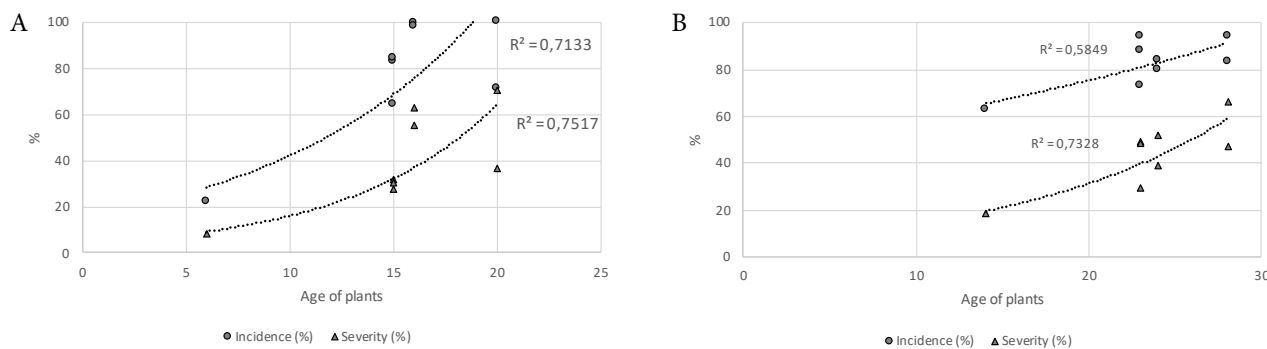 A
100
80
60
40
20
0
%
0 5 10 15 20 25
Age of plants
R² = 0,7133
R² = 0,7517
Incidence (%) Severity (%)
B
100
80
60
40
20
0
%
0 10 20 30
Age of plants
R² = 0,5849
R² = 0,7328
Incidence (%) Severity (%)